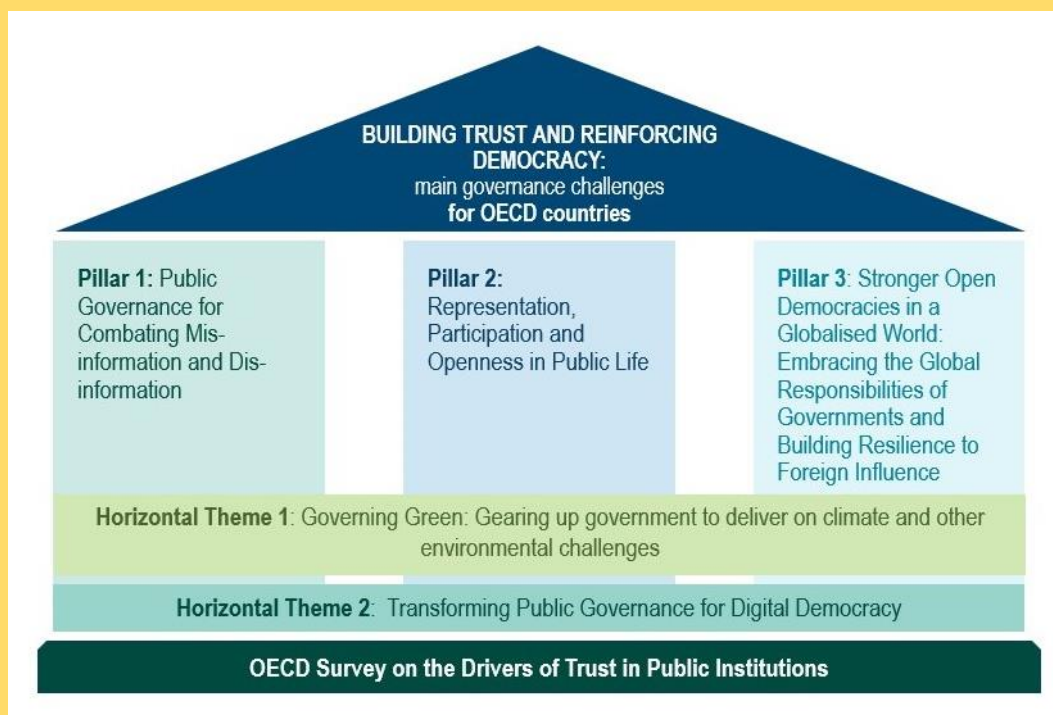 BUILDING TRUST AND REINFORCING
DEMOCRACY:
main governance challenges
for OECD countries
Pillar 1: Public
Governance for
Combating Mis-
information and Dis-
information
Pillar 2:
Representation,
Participation and
Openness in Public Life
Pillar 3: Stronger Open
Democracies in a
Globalised World:
Embracing the Global
Responsibilities of
Governments and
Building Resilience to
Foreign Influence
Horizontal Theme 1: Governing Green: Gearing up government to deliver on climate and other
environmental challenges
Horizontal Theme 2: Transforming Public Governance for Digital Democracy
OECD Survey on the Drivers of Trust in Public Institutions